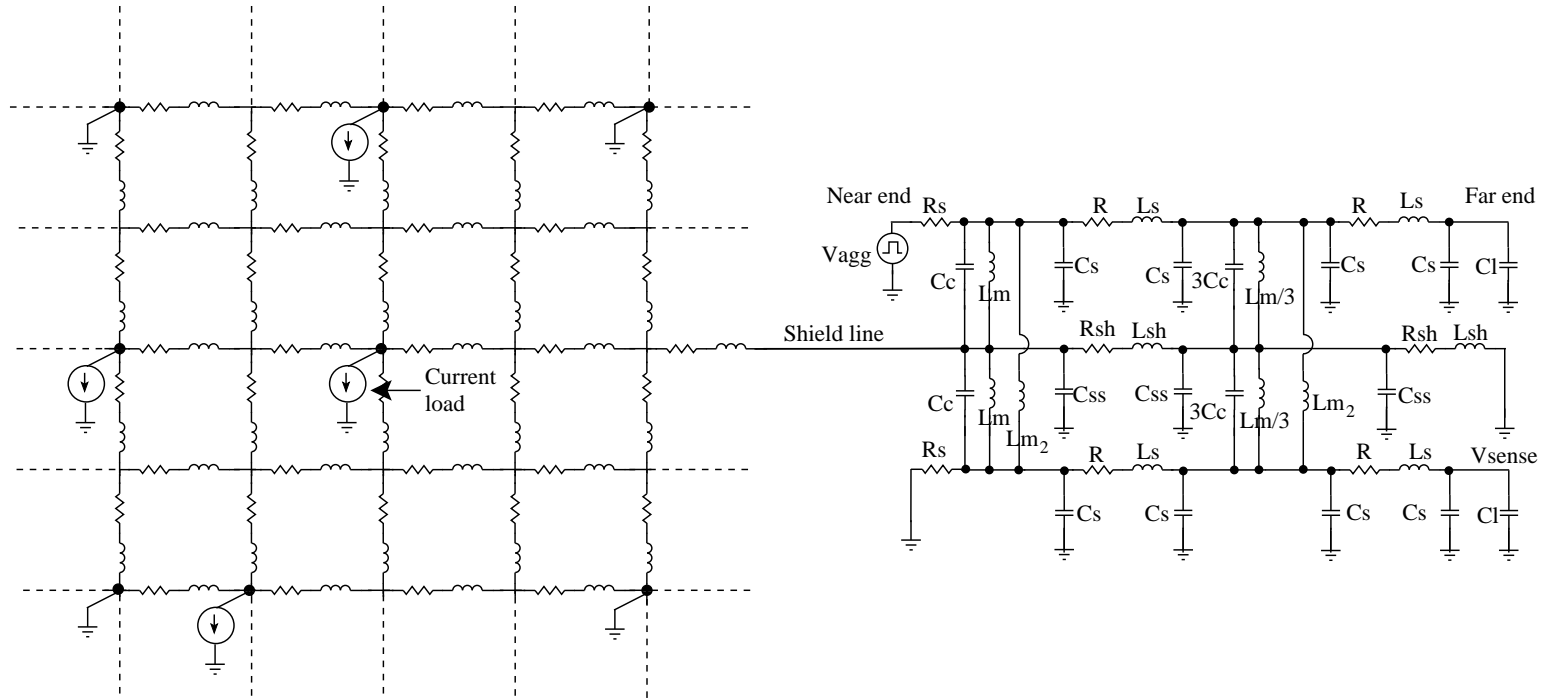 Near end
Rs
R
Ls
Far end
R
Ls
Vagg
Cc
Lm
Cs
Cs
3Cc
Lm/3
Cs
Cs
Cl
Shield line
Rsh
Lsh
Rsh
Lsh
Current
load
Cc
Lm
Lm₂
Css
Css
3Cc
Lm/3
Lm₂
Css
Rs
R
Ls
R
Ls
Vsense
Cs
Cs
Cs
Cs
Cl